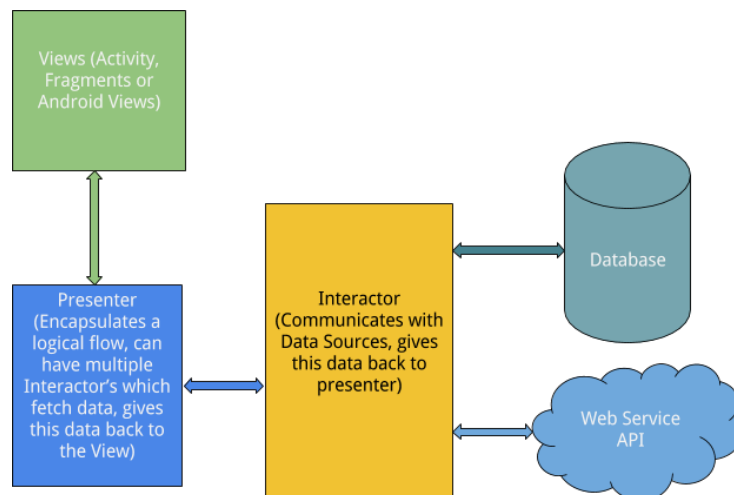 Views (Activity,
Fragments or
Android Views)
Presenter
(Encapsulates a
logical flow, can
have multiple
Interactor's which
fetch data, gives
this data back to
the View)
Interactor
(Communicates with
Data Sources, gives
this data back to
presenter)
Database
Web Service
API